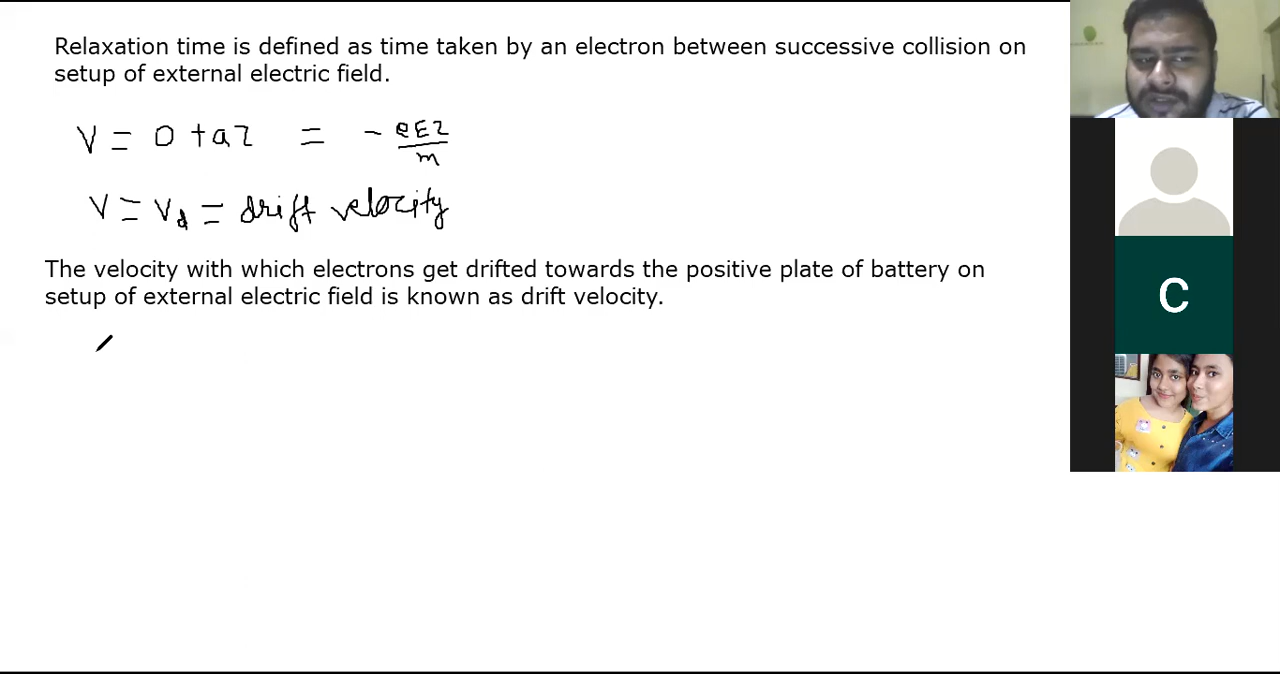 Relaxation time is defined as time taken by an electron between successive collision on
setup of external electric field.
V = 0 + aτ = - eEτ/m
V = Vd = drift velocity
The velocity with which electrons get drifted towards the positive plate of battery on
setup of external electric field is known as drift velocity.
C